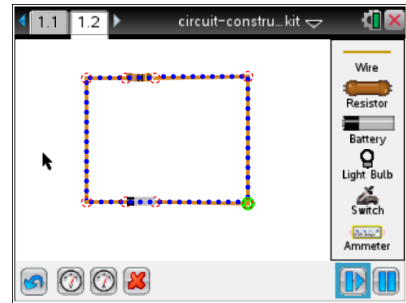 1.1 1.2 circuit-constru…kit
Wire
Resistor
Battery
Light Bulb
Switch
Ammeter